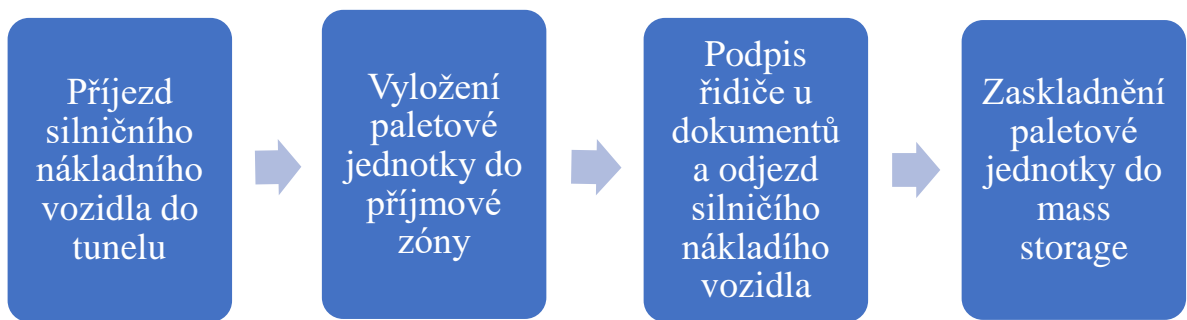 Příjezd
silničního
nákladního
vozidla do
tunelu
Vyložení
paletové
jednotky do
příjmové
zóny
Podpis
řidiče u
dokumentů
a odjezd
silničího
nákladího
vozidla
Zaskladnění
paletové
jednotky do
mass
storage